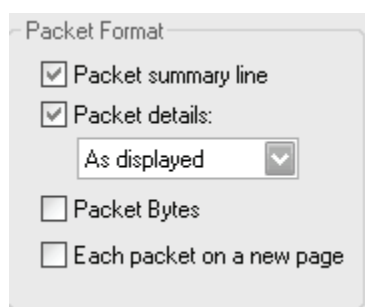 Packet Format
Packet summary line
Packet details:
As displayed
Packet Bytes
Each packet on a new page